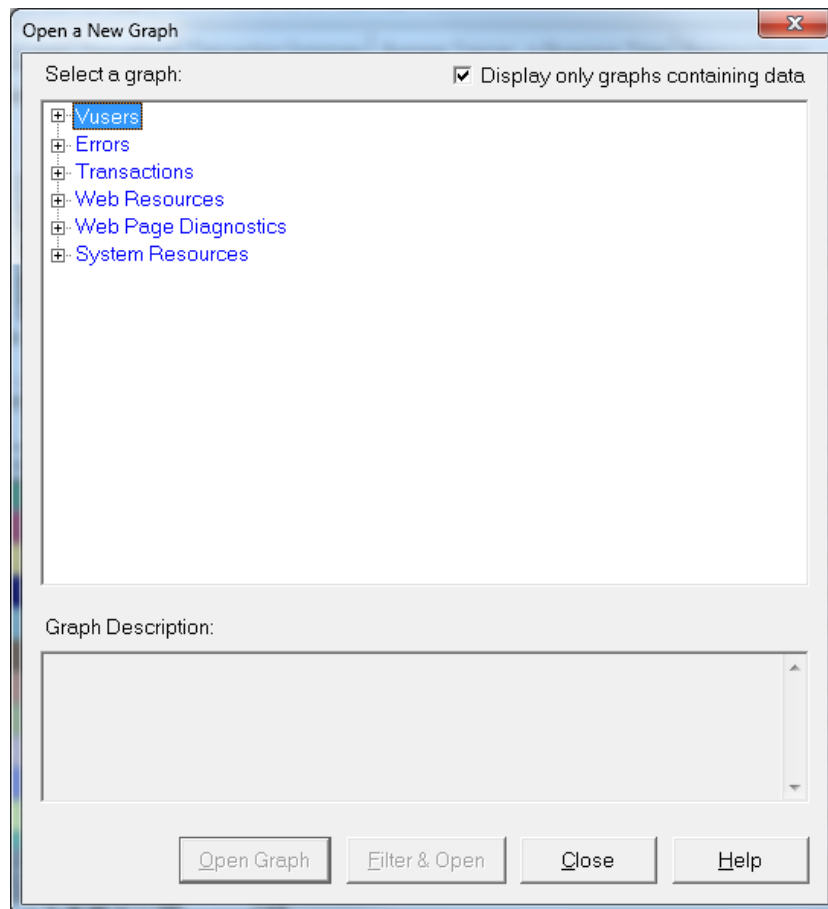 Open a New Graph
Select a graph:
Display only graphs containing data
Vusers
Errors
Transactions
Web Resources
Web Page Diagnostics
System Resources
Graph Description:
Open Graph
Filter & Open
Close
Help